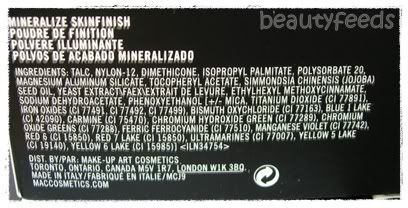 beautyfeeds
MINERALIZE SKINFINISH
POUDRE DE FINITION
POLVERE ILLUMINANTE
POLVOS DE ACABADO MINERALIZADO
INGREDIENTS: TALC, NYLON-12, DIMETHICONE, ISOPROPYL PALMITATE, POLYSORBATE 20,
MAGNESIUM ALUMINUM SILICATE, TOCOPHERYL ACETATE, SIMMONDSIA CHINENSIS (JOJOBA)
SEED OIL, YEAST EXTRACT\FAEX\EXTRAIT DE LEVURE, ETHYLHEXYL METHOXYCINNAMATE,
SODIUM DEHYDROACETATE, PHENOXYETHANOL [+/- MICA, TITANIUM DIOXIDE (CI 77891),
IRON OXIDES (CI 77491, CI 77492, CI 77499), BISMUTH OXYCHLORIDE (CI 77163), BLUE 1 LAKE
(CI 42090), CARMINE (CI 75470), CHROMIUM HYDROXIDE GREEN (CI 77289), CHROMIUM
OXIDE GREENS (CI 77288), FERRIC FERROCYANIDE (CI 77510), MANGANESE VIOLET (CI 77742),
RED 6 (CI 15850), RED 7 LAKE (CI 15850), ULTRAMARINES (CI 77007), YELLOW 5 LAKE
(CI 19140), YELLOW 6 LAKE (CI 15985)] <ILN34754>
DIST. BY/PAR: MAKE-UP ART COSMETICS
TORONTO, ONTARIO, CANADA M5V 1R7, LONDON W1K 3BQ,
MADE IN ITALY/FABRIQUÉ EN ITALIE/MCJ9
MACCOSMETICS.COM